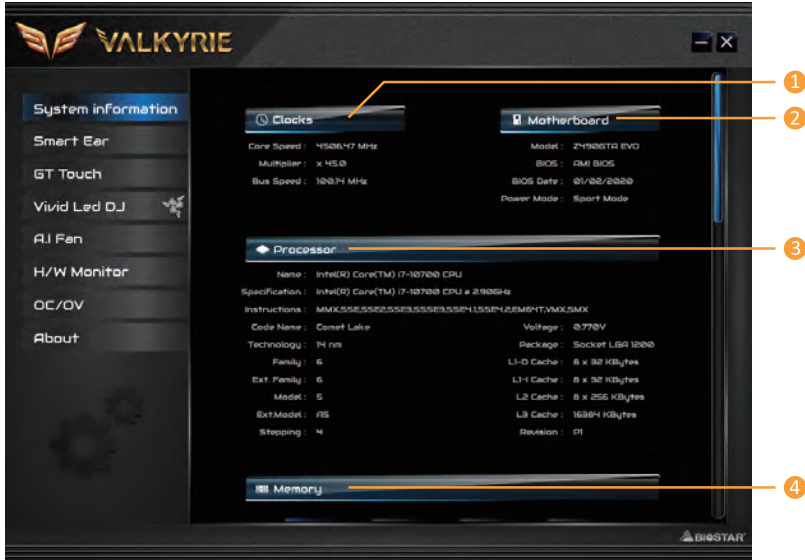 VALKYRIE
System information
Smart Ear
GT Touch
Vivid Led DJ
A.I Fan
H/W Monitor
OC/OV
About
Clocks
Core Speed : 4506.47 MHz
Multiplier : x 45.0
Bus Speed : 100.14 MHz
Motherboard
Model : Z490GTA EVO
BIOS : AMI BIOS
BIOS Date : 01/02/2020
Power Mode : Sport Mode
Processor
Name : Intel(R) Core(TM) i7-10700 CPU
Specification : Intel(R) Core(TM) i7-10700 CPU @ 2.90GHz
Instructions : MMX,SSE,SSE2,SSE3,SSSE3,SSE4.1,SSE4.2,EM64T,VMX,SMX
Code Name : Comet Lake
Technology : 14 nm
Family : 6
Ext. Family : 6
Model : 5
Ext.Model : A5
Stepping : 4
Voltage : 0.770V
Package : Socket LGA 1200
L1-D Cache : 8 x 32 KBytes
L1-I Cache : 8 x 32 KBytes
L2 Cache : 8 x 256 KBytes
L3 Cache : 16384 KBytes
Revision : P1
Memory
BIOSTAR
1
2
3
4